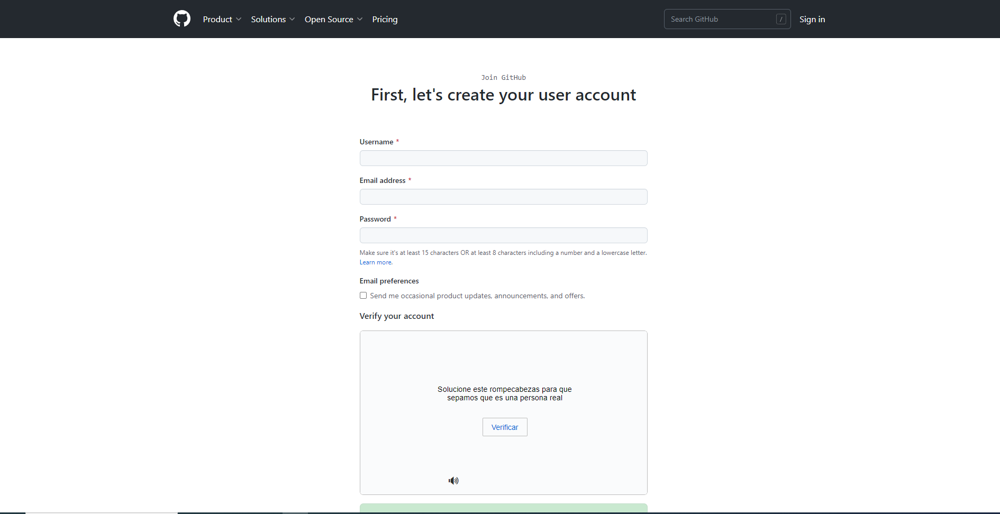 Product Solutions Open Source Pricing Search GitHub / Sign in
Join GitHub
First, let's create your user account
Username *
Email address *
Password *
Make sure it's at least 15 characters OR at least 8 characters including a number and a lowercase letter.
Learn more.
Email preferences
Send me occasional product updates, announcements, and offers.
Verify your account
Solucione este rompecabezas para que
sepamos que es una persona real
Verificar